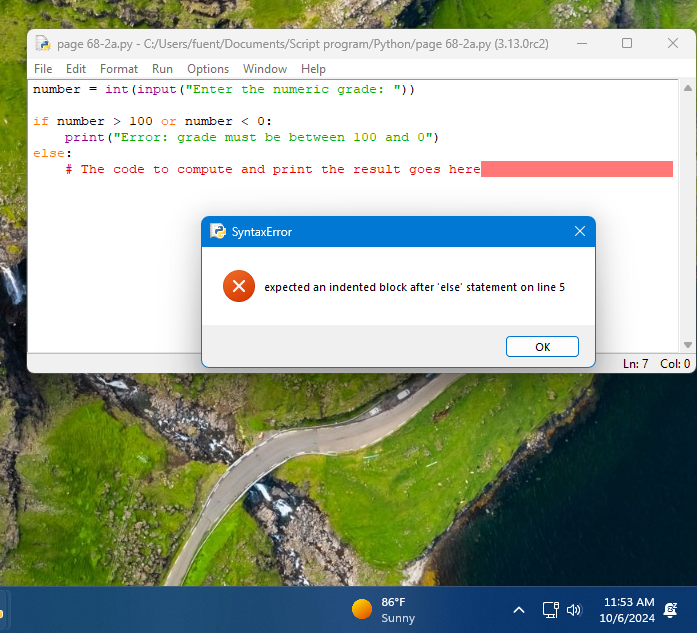 page 68-2a.py - C:/Users/fuent/Documents/Script program/Python/page 68-2a.py (3.13.0rc2)
File Edit Format Run Options Window Help
number = int(input("Enter the numeric grade: "))
if number > 100 or number < 0:
    print("Error: grade must be between 100 and 0")
else:
    # The code to compute and print the result goes here
SyntaxError
expected an indented block after 'else' statement on line 5
OK
Ln: 7 Col: 0
86°F
Sunny
11:53 AM
10/6/2024